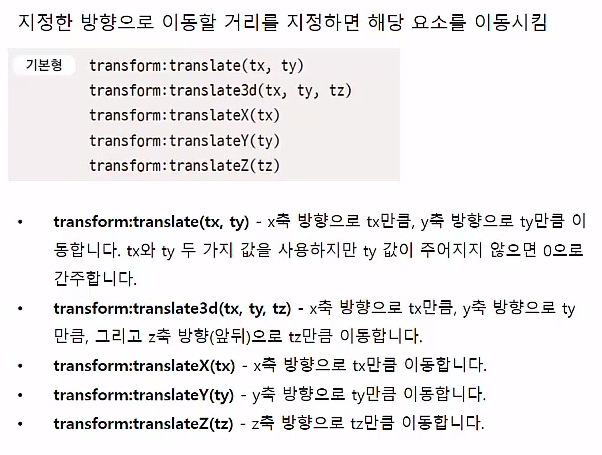 지정한 방향으로 이동할 거리를 지정하면 해당 요소를 이동시킴
기본형 transform:translate(tx, ty)
transform:translate3d(tx, ty, tz)
transform:translateX(tx)
transform:translateY(ty)
transform:translateZ(tz)
• transform:translate(tx, ty) - x축 방향으로 tx만큼, y축 방향으로 ty만큼 이
동합니다. tx와 ty 두 가지 값을 사용하지만 ty 값이 주어지지 않으면 0으로
간주합니다.
• transform:translate3d(tx, ty, tz) - x축 방향으로 tx만큼, y축 방향으로 ty
만큼, 그리고 z축 방향(앞뒤)으로 tz만큼 이동합니다.
• transform:translateX(tx) - x축 방향으로 tx만큼 이동합니다.
• transform:translateY(ty) - y축 방향으로 ty만큼 이동합니다.
• transform:translateZ(tz) - z축 방향으로 tz만큼 이동합니다.